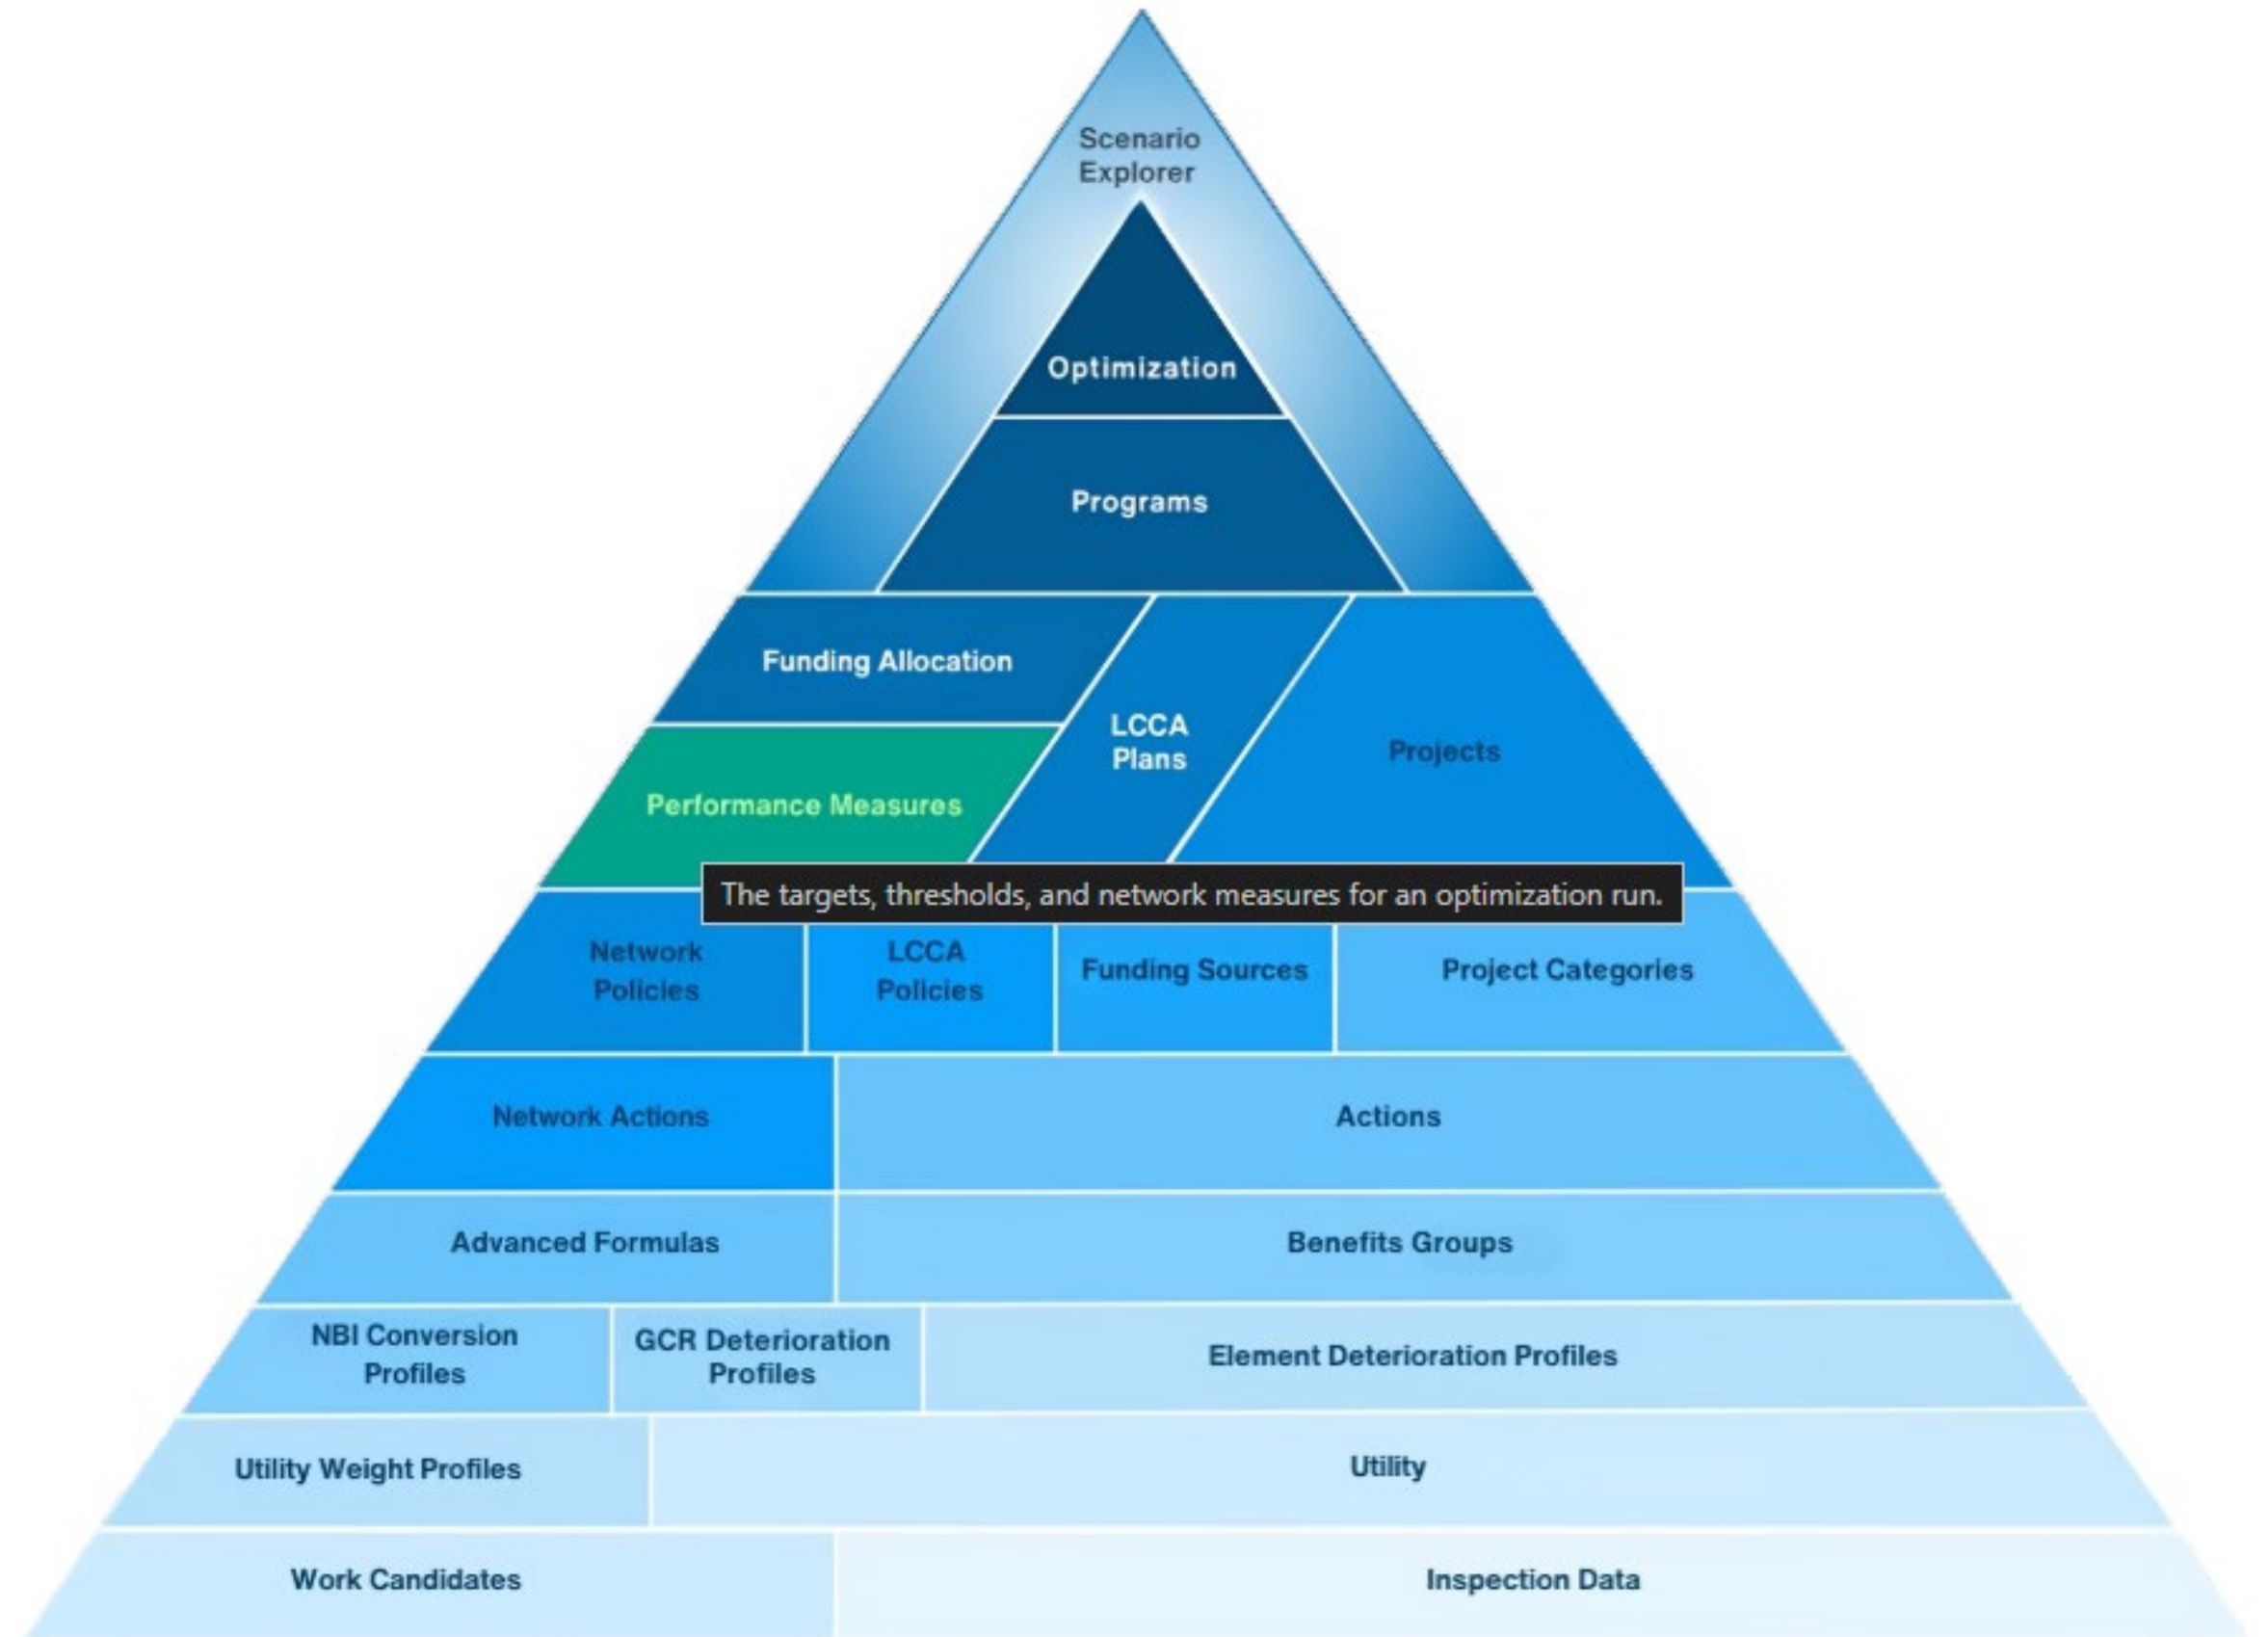 Scenario
Explorer
Optimization
Programs
Funding Allocation
LCCA
Plans
Projects
Performance Measures
The targets, thresholds, and network measures for an optimization run.
Network
Policies
LCCA
Policies
Funding Sources
Project Categories
Network Actions
Actions
Advanced Formulas
Benefits Groups
NBI Conversion
Profiles
GCR Deterioration
Profiles
Element Deterioration Profiles
Utility Weight Profiles
Utility
Work Candidates
Inspection Data